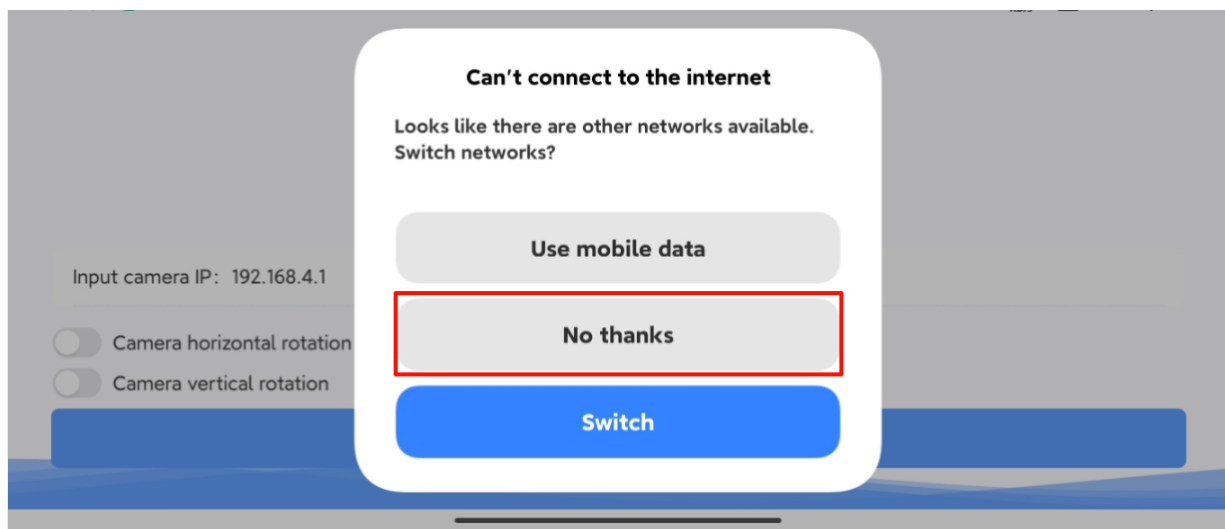 Can't connect to the internet
Looks like there are other networks available.
Switch networks?
Use mobile data
Input camera IP: 192.168.4.1
No thanks
Camera horizontal rotation
Camera vertical rotation
Switch